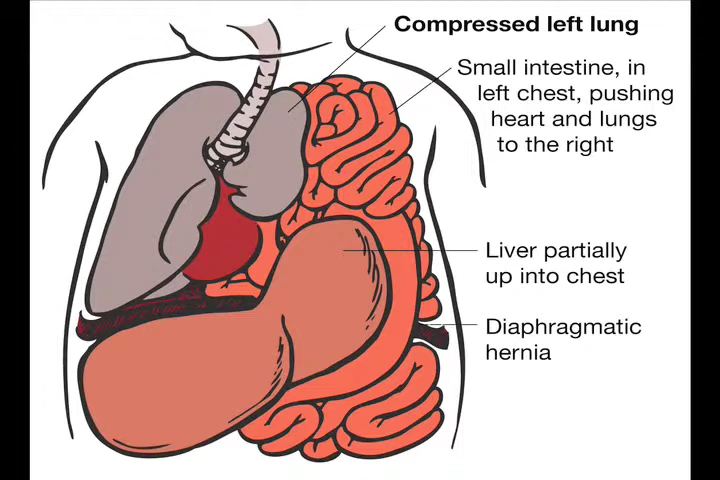 Compressed left lung
Small intestine, in
left chest, pushing
heart and lungs
to the right
Liver partially
up into chest
Diaphragmatic
hernia